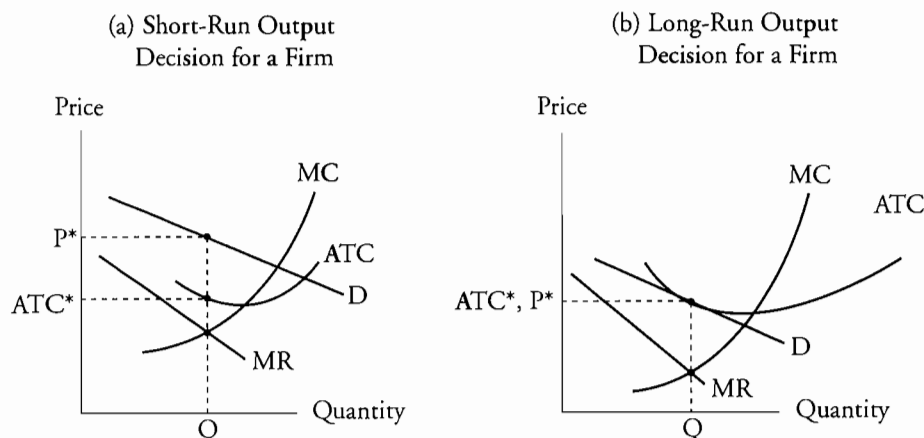 (a) Short-Run Output
Decision for a Firm
Price
MC
P*
ATC
ATC*
D
MR
Quantity
Q
(b) Long-Run Output
Decision for a Firm
Price
MC
ATC
ATC*, P*
D
MR
Quantity
Q